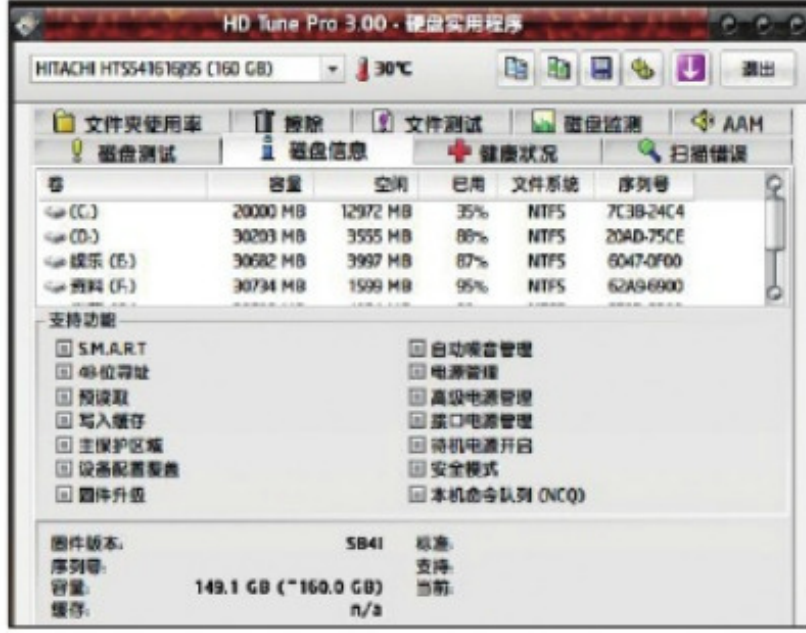 HD Tune Pro 3.00 - 硬盘实用程序
HITACHI HTS541616J9S (160 GB) 30℃ 退出
文件夹使用率 擦除 文件测试 磁盘监测 AAM
磁盘测试 磁盘信息 健康状况 扫描错误
卷 容量 空闲 已用 文件系统 序列号
(C:) 20000 MB 12972 MB 35% NTFS 7C3B-24C4
(D:) 30203 MB 3555 MB 88% NTFS 20AD-75CE
娱乐 (E:) 30682 MB 3997 MB 87% NTFS 6047-0F00
资料 (F:) 30734 MB 1599 MB 95% NTFS 62A9-6900
支持功能
S.M.A.R.T 自动噪音管理
48-位寻址 电源管理
预读取 高级电源管理
写入缓存 接口电源管理
主保护区域 待机电源开启
设备配置覆盖 安全模式
固件升级 本机命令队列 (NCQ)
固件版本: SB4I 标准:
序列号: 支持:
容量: 149.1 GB (~160.0 GB) 当前:
缓存: n/a